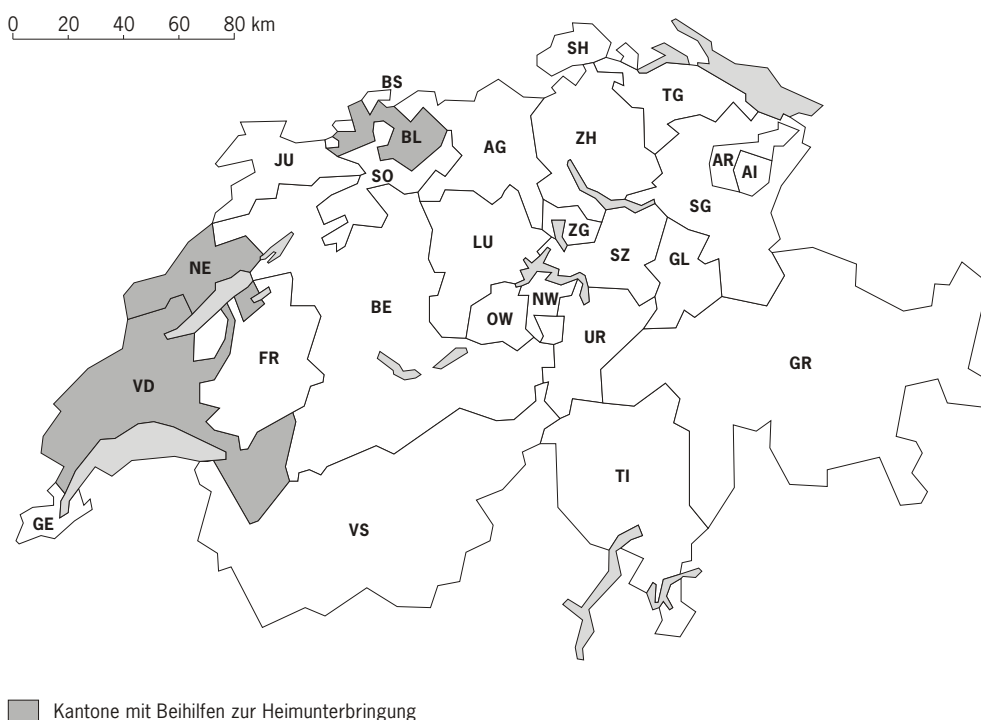 0 20 40 60 80 km
SH
BS
TG
BL
AG
ZH
JU
AR
AI
SO
SG
ZG
LU
SZ
GL
NE
NW
BE
OW
UR
FR
GR
VD
TI
GE
VS
Kantone mit Beihilfen zur Heimunterbringung